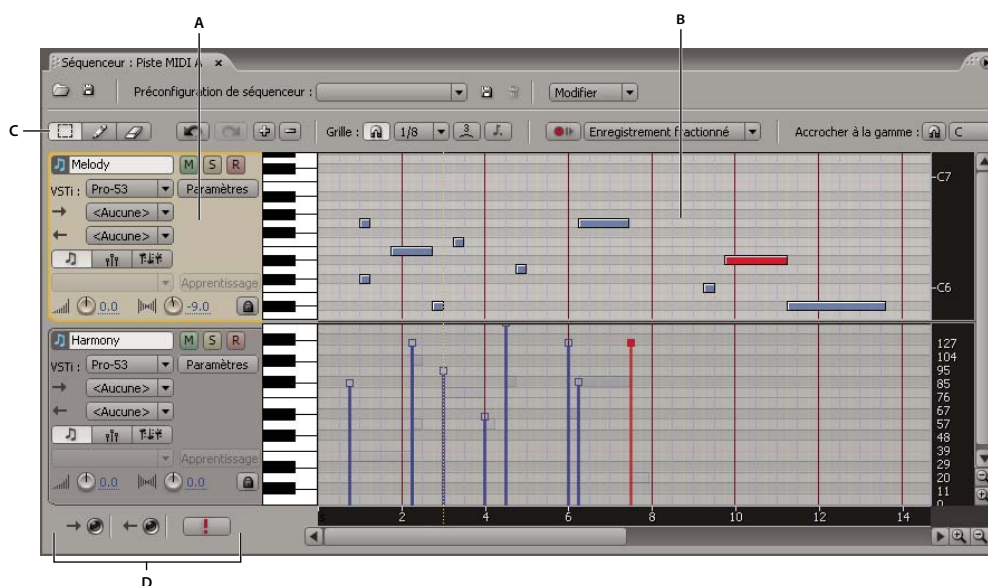 A
B
Séquenceur : Piste MIDI A ×
Préconfiguration de séquenceur :
Modifier
C
Grille : 1/8 3
Enregistrement fractionné
Accrocher à la gamme : C
Melody M S R
VSTi : Pro-53 Paramètres
<Aucune>
<Aucune>
Apprentissage
0.0 -9.0
C7
C6
Harmony M S R
VSTi : Pro-53 Paramètres
<Aucune>
<Aucune>
Apprentissage
0.0 0.0
127
104
95
85
76
67
57
48
39
29
20
11
0
2 4 6 8 10 12 14
D